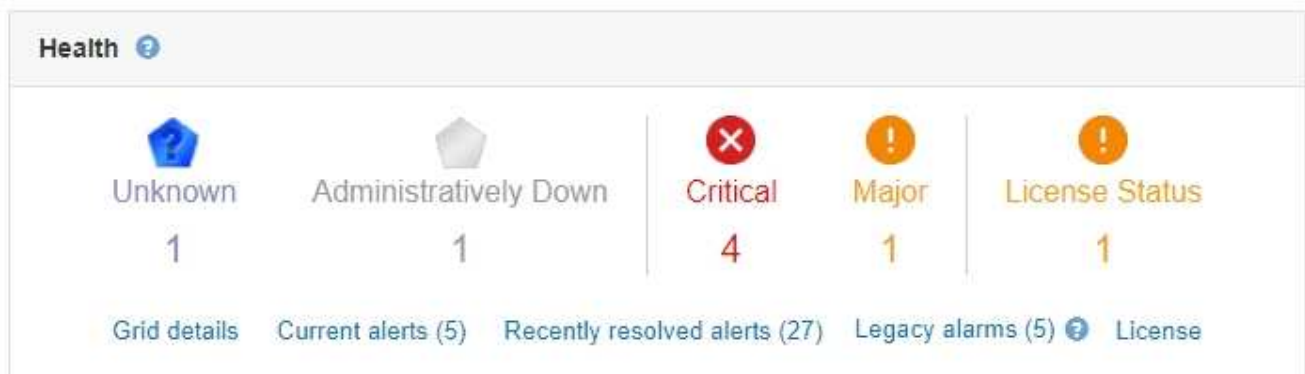 Health
Unknown Administratively Down Critical Major License Status
1 1 4 1 1
Grid details Current alerts (5) Recently resolved alerts (27) Legacy alarms (5) License